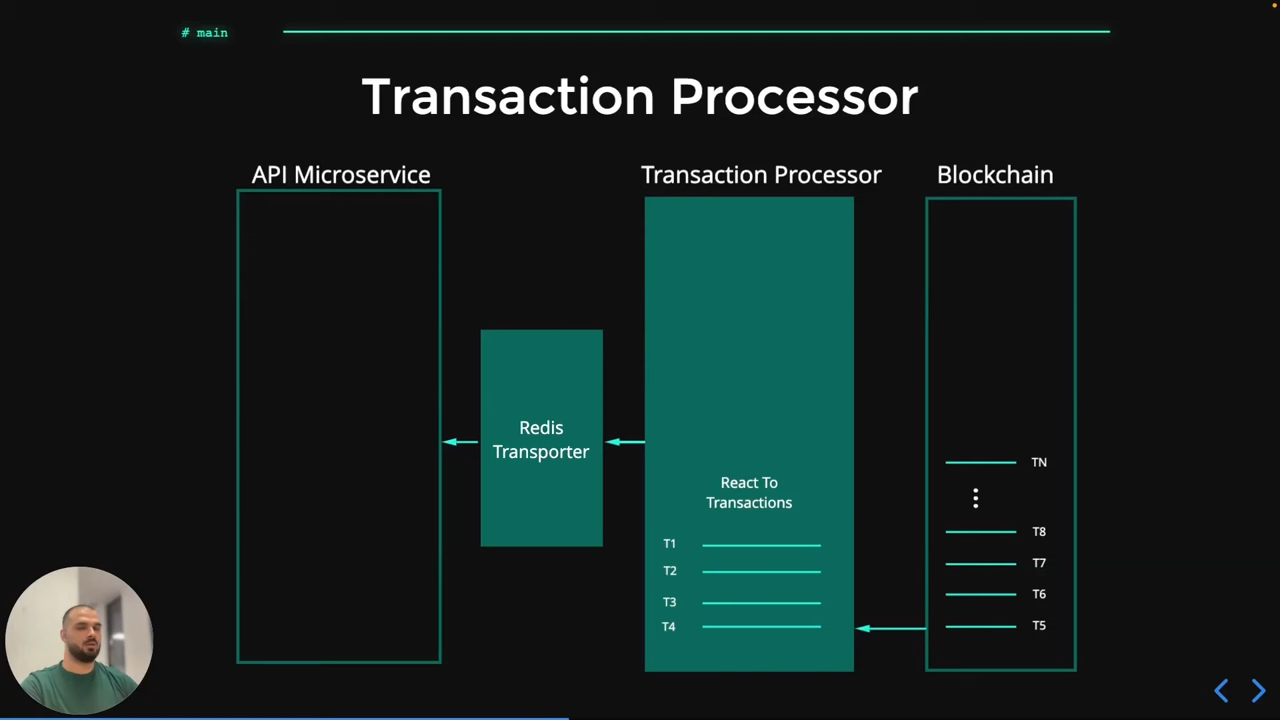 # main
Transaction Processor
API Microservice
Transaction Processor
Blockchain
Redis
Transporter
React To
Transactions
T1
T2
T3
T4
TN
T8
T7
T6
T5